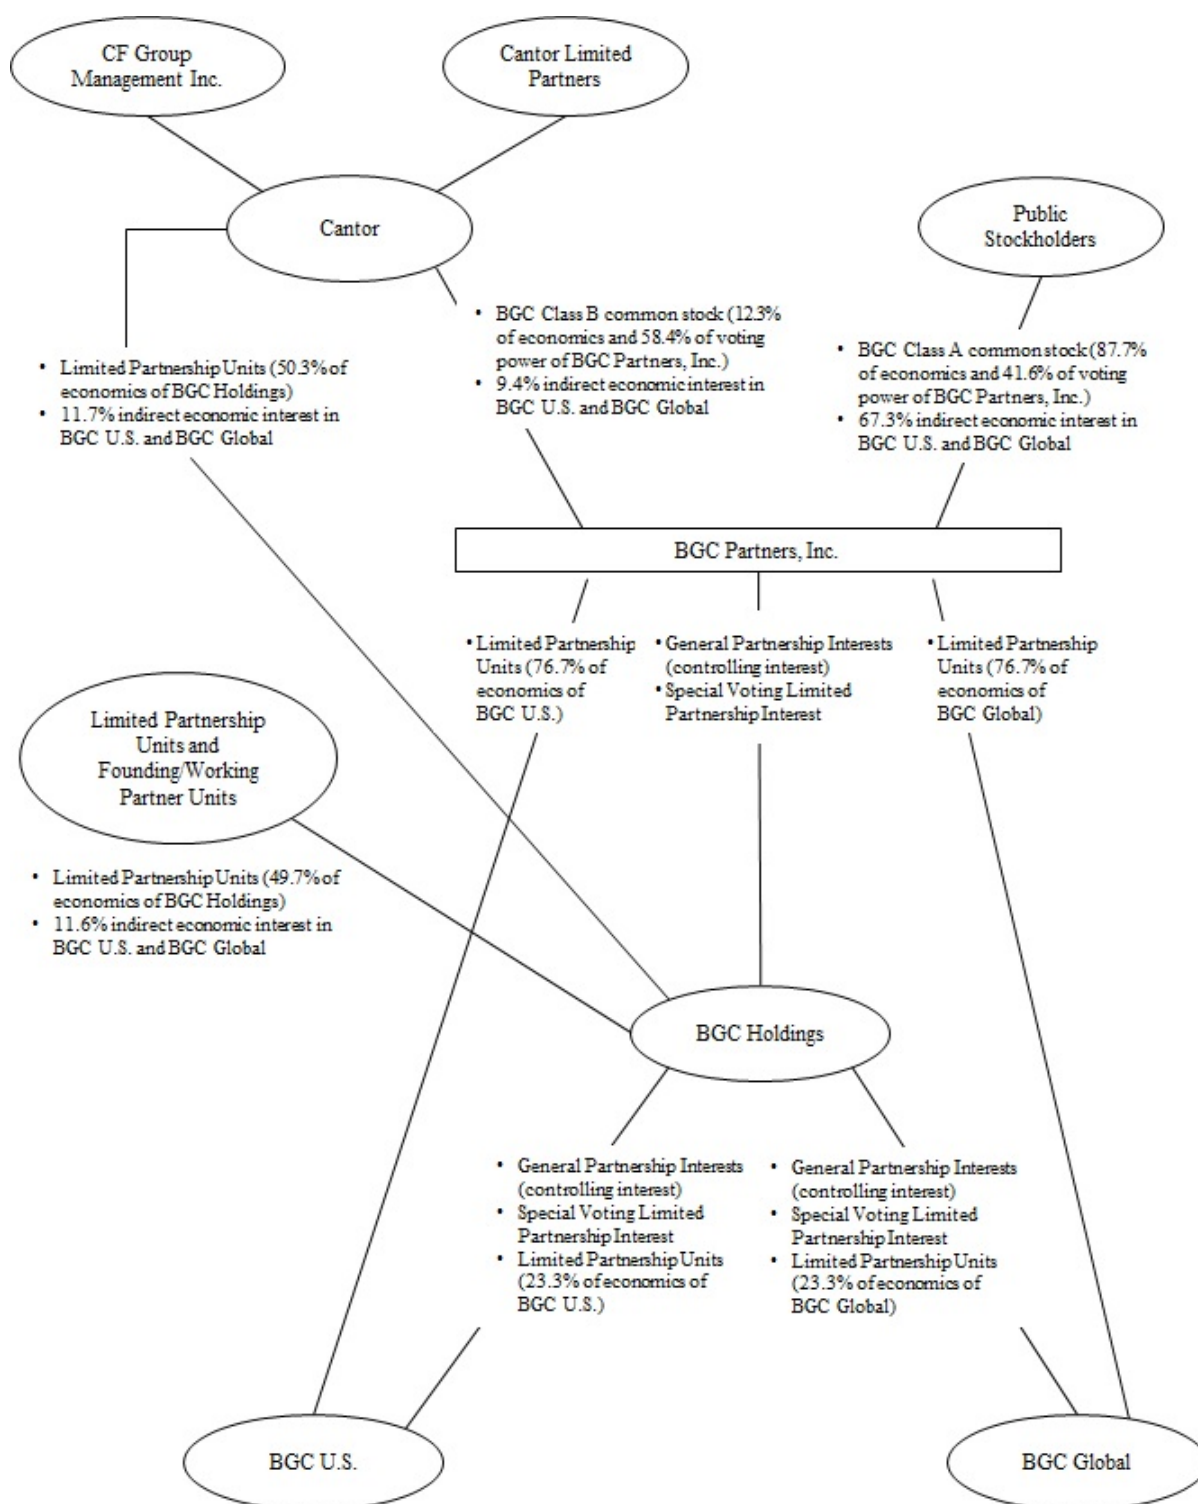 CF Group
Management Inc.
Cantor Limited
Partners
Cantor
Public
Stockholders
• BGC Class B common stock (12.3%
of economics and 58.4% of voting
power of BGC Partners, Inc.)
• 9.4% indirect economic interest in
BGC U.S. and BGC Global
• BGC Class A common stock (87.7%
of economics and 41.6% of voting
power of BGC Partners, Inc.)
• 67.3% indirect economic interest in
BGC U.S. and BGC Global
• Limited Partnership Units (50.3% of
economics of BGC Holdings)
• 11.7% indirect economic interest in
BGC U.S. and BGC Global
BGC Partners, Inc.
• Limited Partnership
Units (76.7% of
economics of
BGC U.S.)
• General Partnership Interests
(controlling interest)
• Special Voting Limited
Partnership Interest
• Limited Partnership
Units (76.7% of
economics of
BGC Global)
Limited Partnership
Units and
Founding/Working
Partner Units
• Limited Partnership Units (49.7% of
economics of BGC Holdings)
• 11.6% indirect economic interest in
BGC U.S. and BGC Global
BGC Holdings
• General Partnership Interests
(controlling interest)
• Special Voting Limited
Partnership Interest
• Limited Partnership Units
(23.3% of economics of
BGC U.S.)
• General Partnership Interests
(controlling interest)
• Special Voting Limited
Partnership Interest
• Limited Partnership Units
(23.3% of economics of
BGC Global)
BGC U.S.
BGC Global